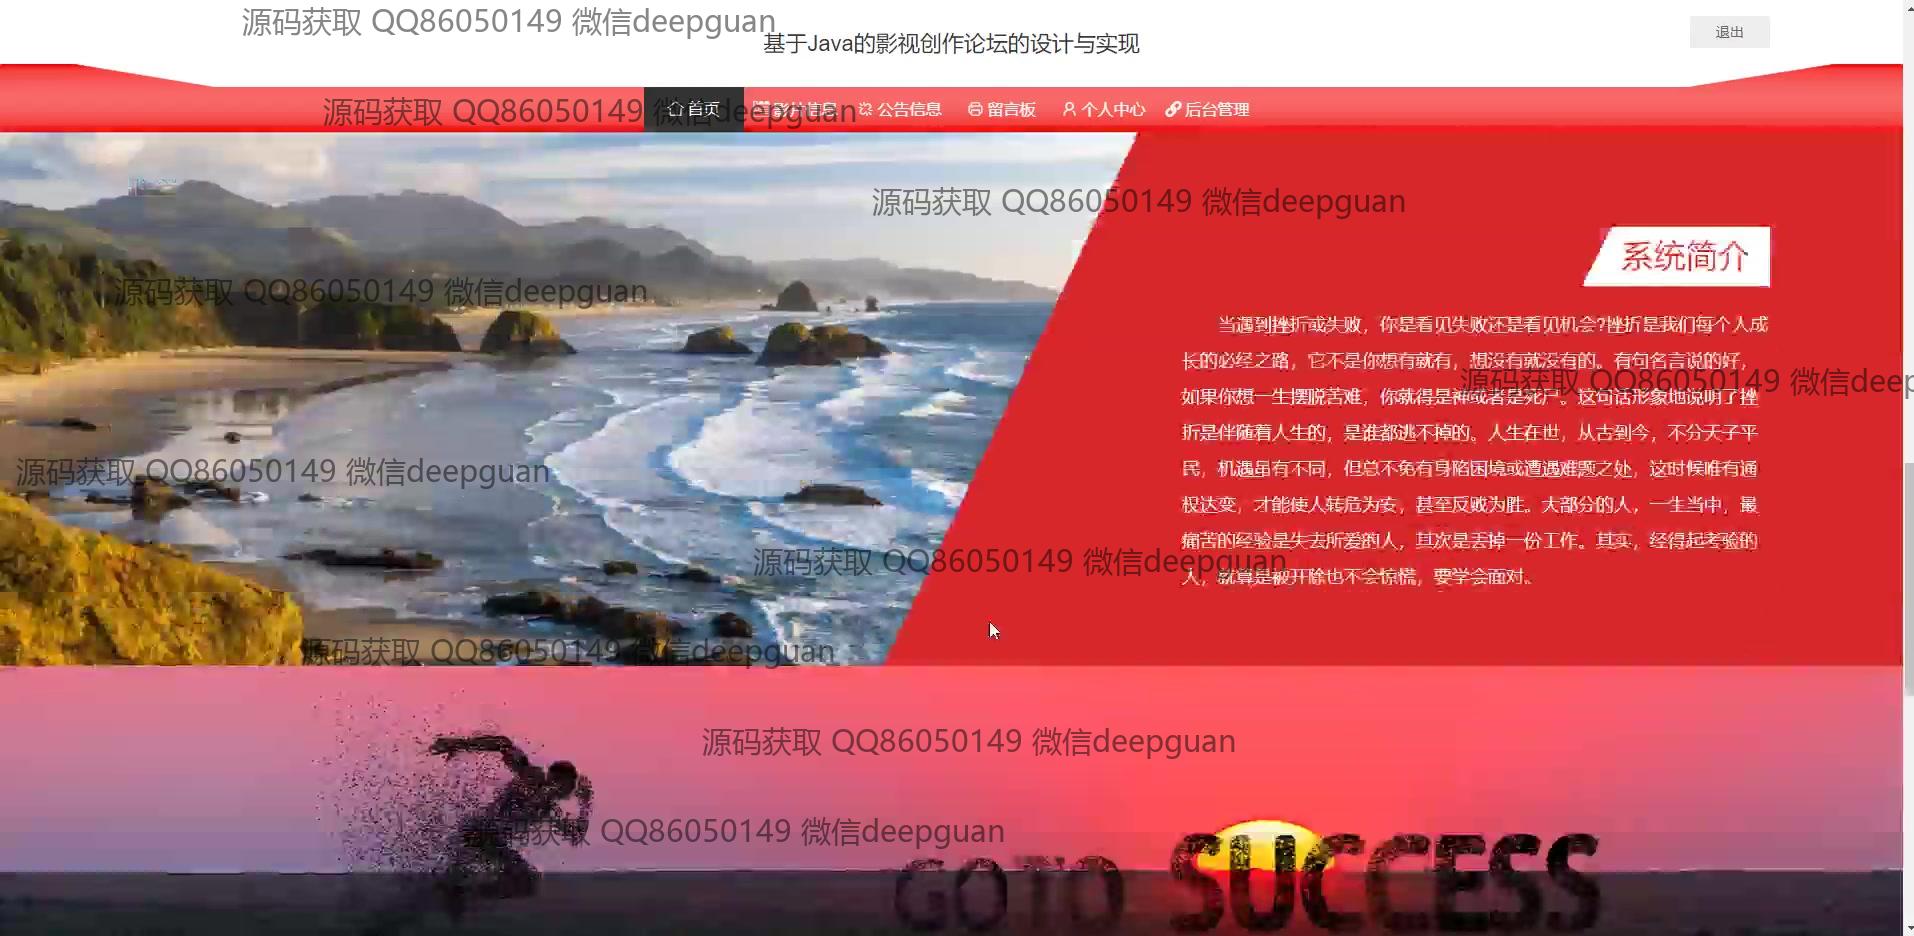 源码获取 QQ86050149 微信deepguan
基于Java的影视创作论坛的设计与实现
退出
源码获取 QQ86050149 微信deepguan
首页
影片信息
公告信息
留言板
个人中心
后台管理
源码获取 QQ86050149 微信deepguan
系统简介
源码获取 QQ86050149 微信deepguan
当遇到挫折或失败，你是看见失败还是看见机会?挫折是我们每个人成
长的必经之路，它不是你想有就有，想没有就没有的。有句名言说的好，
源码获取 QQ86050149 微信deep
如果你想一生摆脱苦难，你就得是神或者是死尸。这句话形象地说明了挫
折是伴随着人生的，是谁都逃不掉的。人生在世，从古到今，不分天子平
民，机遇虽有不同，但总不免有身陷困境或遭遇难题之处，这时候唯有通
源码获取 QQ86050149 微信deepguan
权达变，才能使人转危为安，甚至反败为胜。大部分的人，一生当中，最
痛苦的经验是失去所爱的人，其次是丢掉一份工作。其实，经得起考验的
源码获取 QQ86050149 微信deepguan
人，就算是被开除也不会惊慌，要学会面对。
源码获取 QQ86050149 微信deepguan
源码获取 QQ86050149 微信deepguan
源码获取 QQ86050149 微信deepguan
GO TO SUCCESS